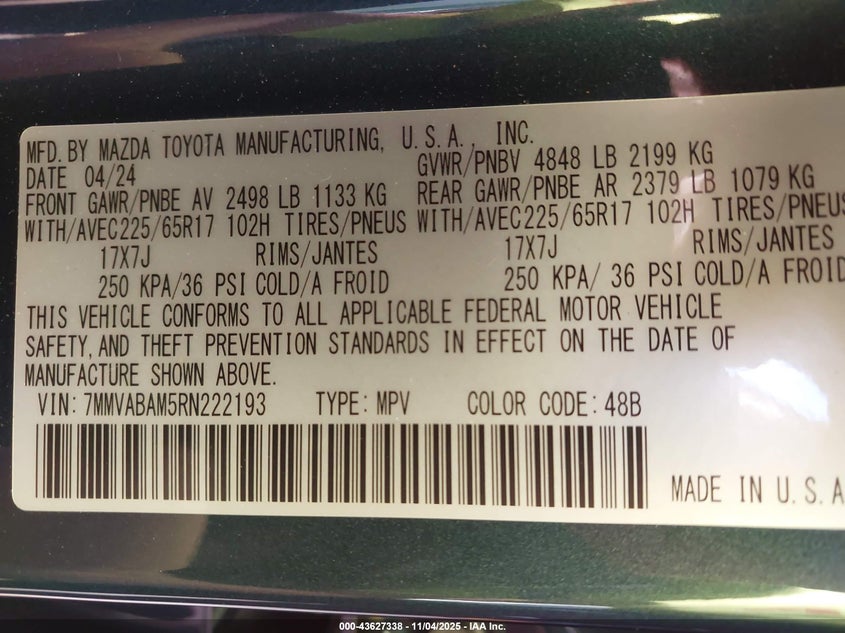 MFD. BY MAZDA TOYOTA MANUFACTURING, U.S.A., INC.
DATE 04/24 GVWR/PNBV 4848 LB 2199 KG
FRONT GAWR/PNBE AV 2498 LB 1133 KG REAR GAWR/PNBE AR 2379 LB 1079 KG
WITH/AVEC225/65R17 102H TIRES/PNEUS WITH/AVEC225/65R17 102H TIRES/PNEUS
17X7J RIMS/JANTES 17X7J RIMS/JANTES
250 KPA/36 PSI COLD/A FROID 250 KPA/ 36 PSI COLD/A FROID
THIS VEHICLE CONFORMS TO ALL APPLICABLE FEDERAL MOTOR VEHICLE
SAFETY, AND THEFT PREVENTION STANDARDS IN EFFECT ON THE DATE OF
MANUFACTURE SHOWN ABOVE.
VIN: 7MMVABAM5RN222193 TYPE: MPV COLOR CODE: 48B
MADE IN U.S.A
000-43627338 - 11/04/2025 - IAA Inc.